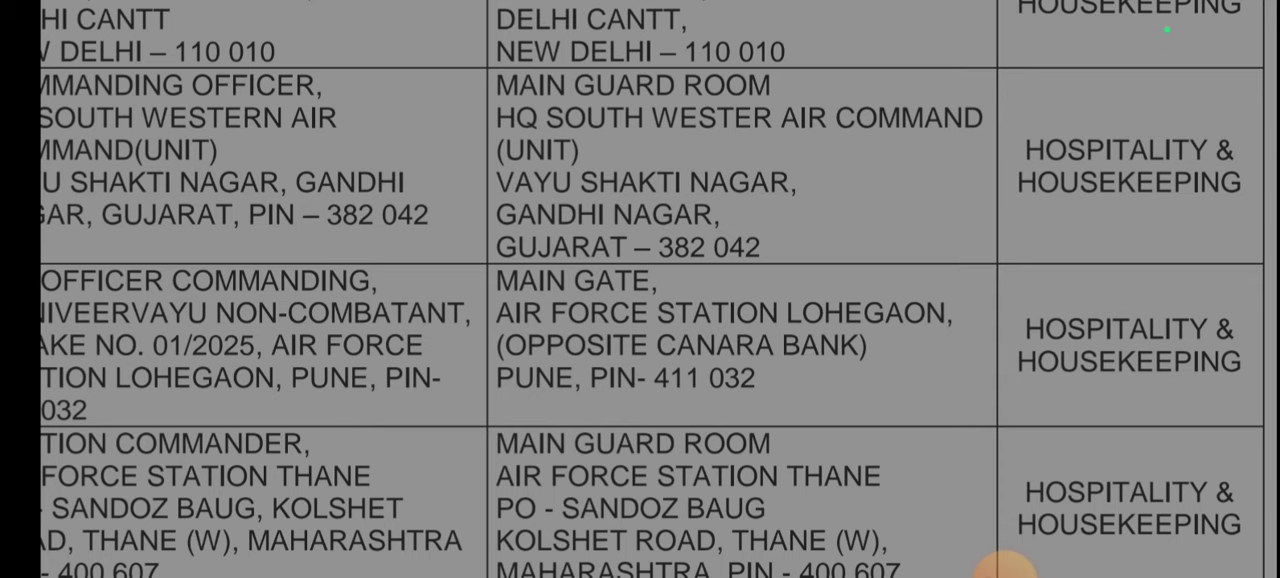 HI CANTT
DELHI – 110 010
DELHI CANTT,
NEW DELHI – 110 010
HOUSEKEEPING
MMANDING OFFICER,
SOUTH WESTERN AIR
MMAND(UNIT)
U SHAKTI NAGAR, GANDHI
GAR, GUJARAT, PIN – 382 042
MAIN GUARD ROOM
HQ SOUTH WESTER AIR COMMAND
(UNIT)
VAYU SHAKTI NAGAR,
GANDHI NAGAR,
GUJARAT – 382 042
HOSPITALITY &
HOUSEKEEPING
OFFICER COMMANDING,
IVEERVAYU NON-COMBATANT,
AKE NO. 01/2025, AIR FORCE
TION LOHEGAON, PUNE, PIN-
032
MAIN GATE,
AIR FORCE STATION LOHEGAON,
(OPPOSITE CANARA BANK)
PUNE, PIN- 411 032
HOSPITALITY &
HOUSEKEEPING
TION COMMANDER,
FORCE STATION THANE
- SANDOZ BAUG, KOLSHET
AD, THANE (W), MAHARASHTRA
- 400 607
MAIN GUARD ROOM
AIR FORCE STATION THANE
PO - SANDOZ BAUG
KOLSHET ROAD, THANE (W),
MAHARASHTRA, PIN - 400 607
HOSPITALITY &
HOUSEKEEPING